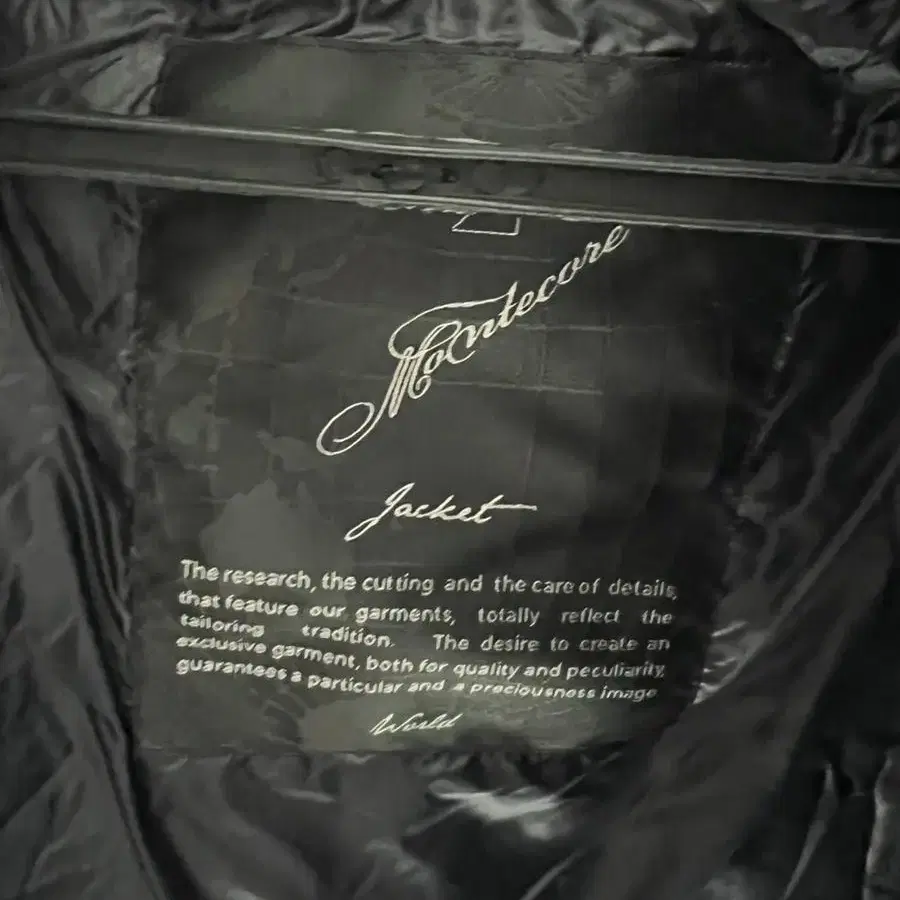 Montecore
Jacket
The research, the cutting and the care of details,
that feature our garments, totally reflect the
tailoring tradition. The desire to create an
exclusive garment, both for quality and peculiarity,
guarantees a particular and a preciousness image
World